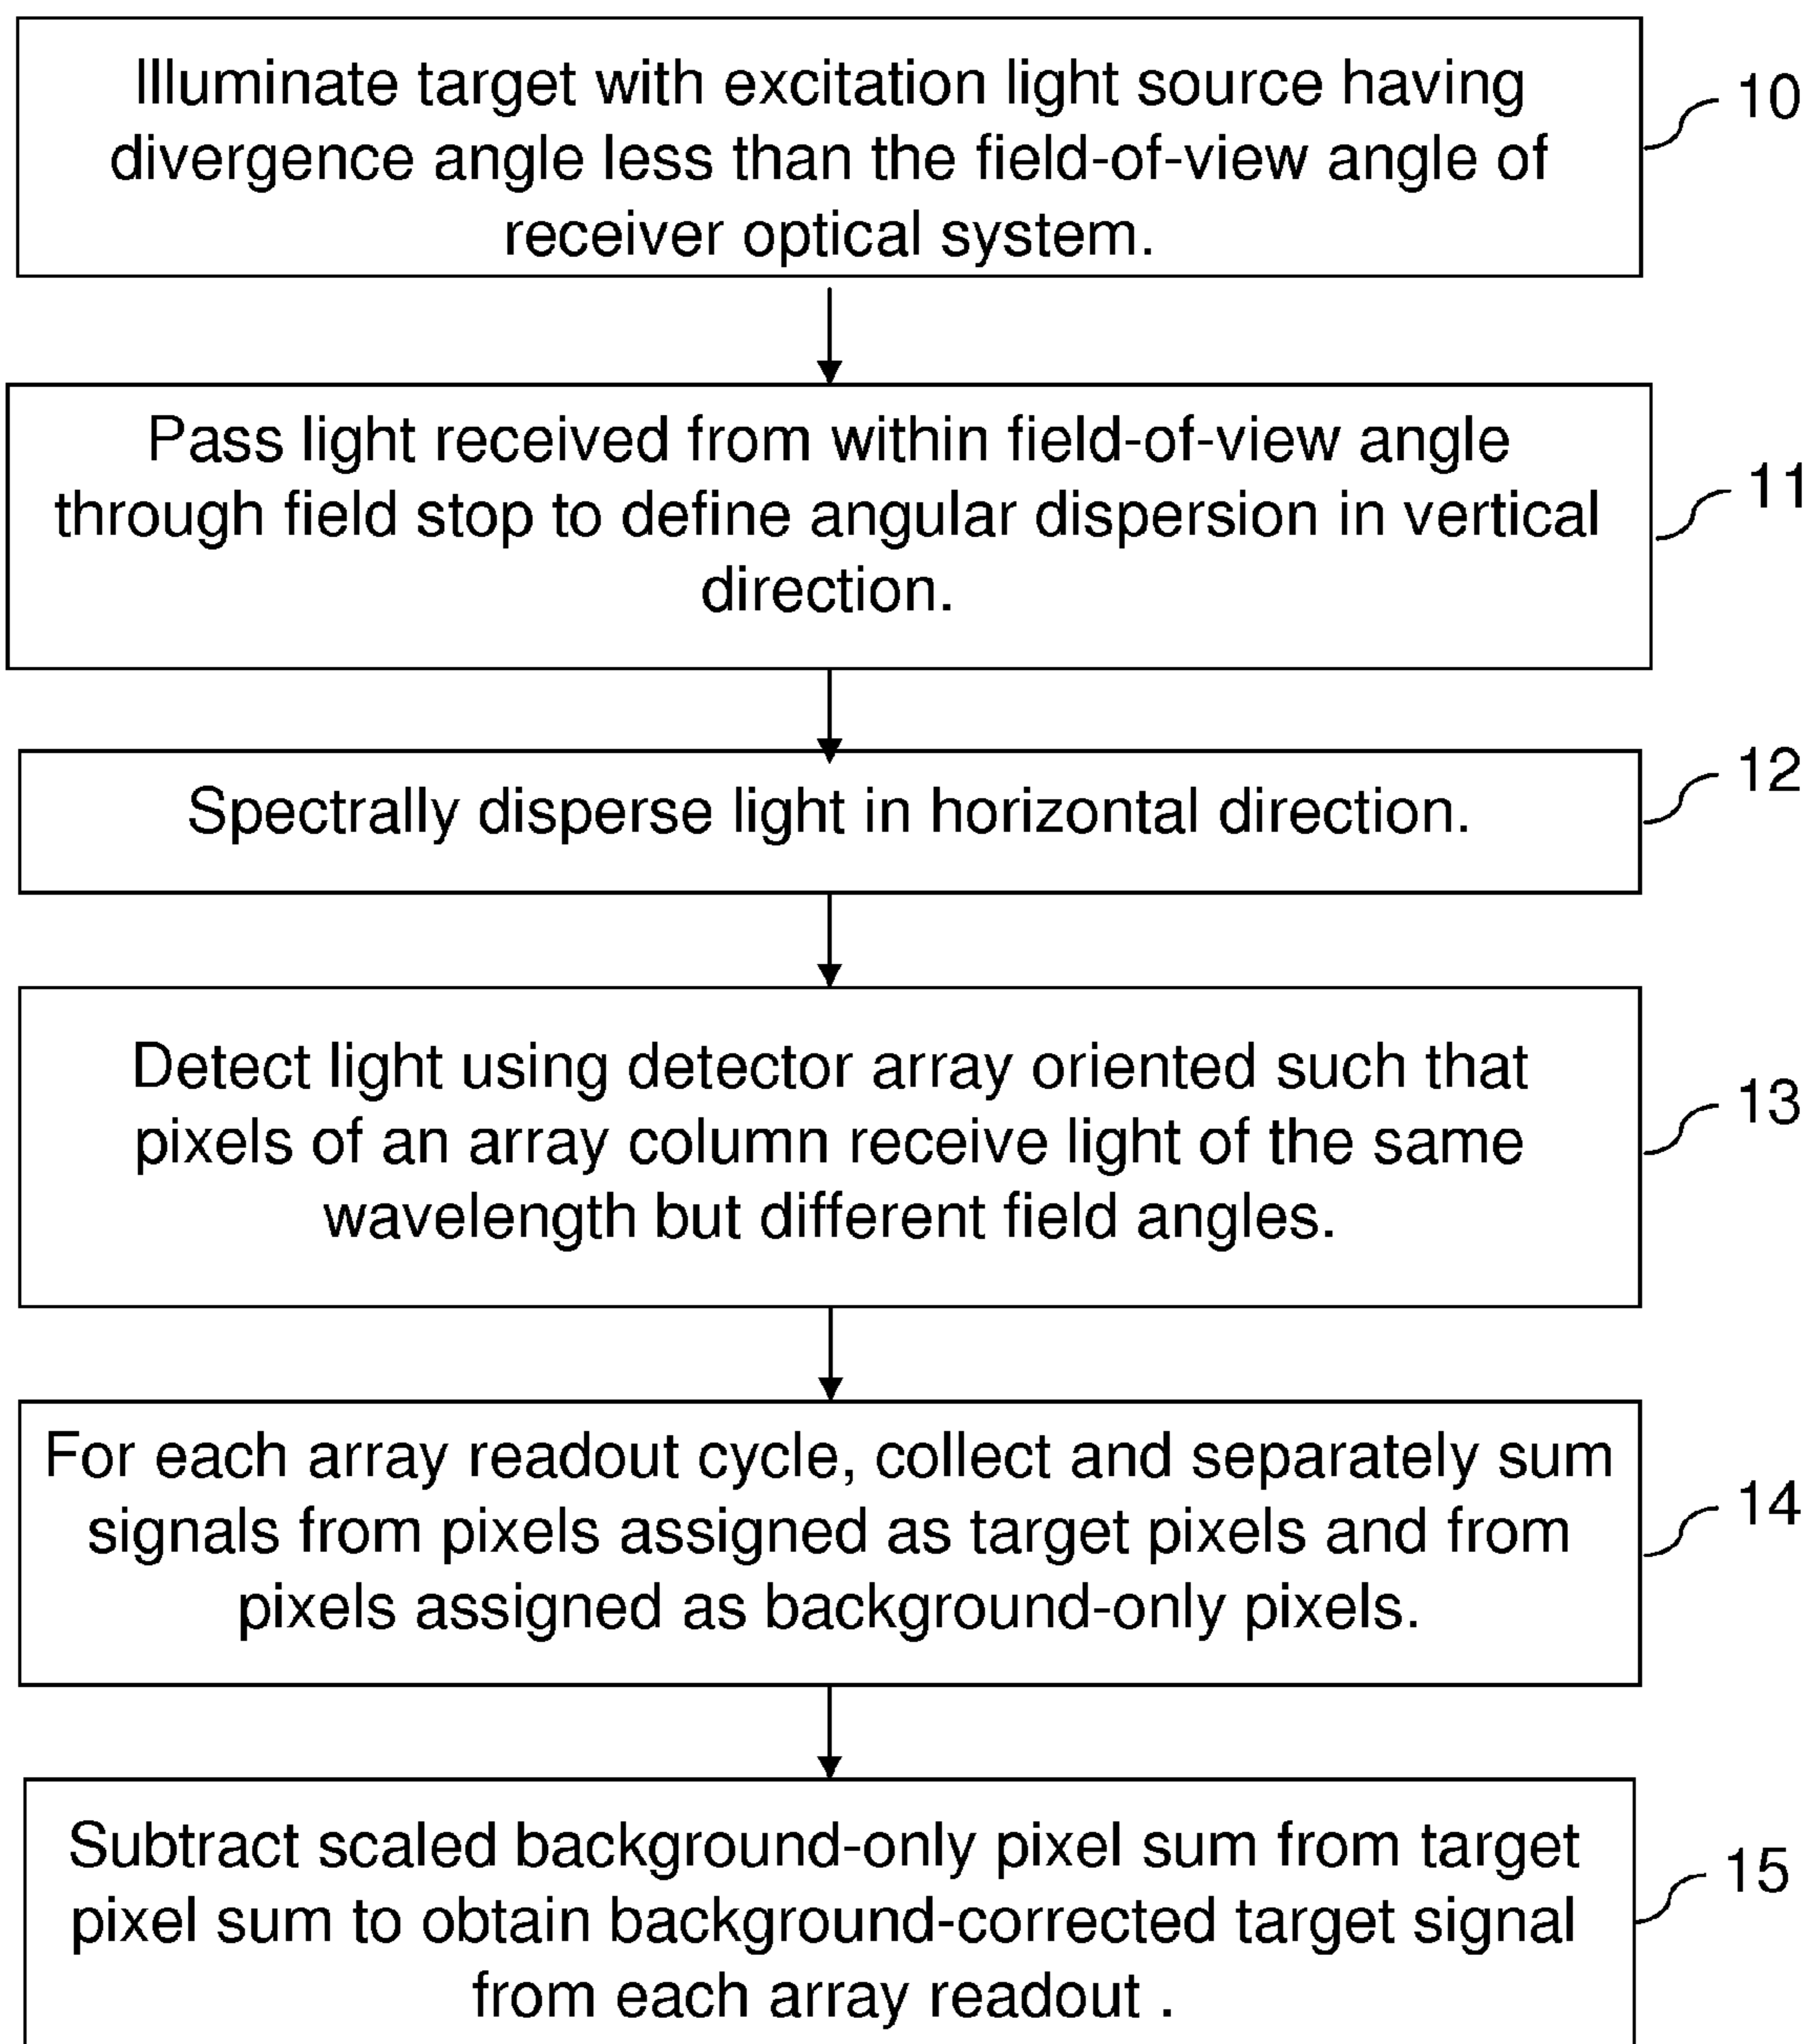 Illuminate target with excitation light source having
divergence angle less than the field-of-view angle of
receiver optical system.
10
Pass light received from within field-of-view angle
through field stop to define angular dispersion in vertical
direction.
11
Spectrally disperse light in horizontal direction.
12
Detect light using detector array oriented such that
pixels of an array column receive light of the same
wavelength but different field angles.
13
For each array readout cycle, collect and separately sum
signals from pixels assigned as target pixels and from
pixels assigned as background-only pixels.
14
Subtract scaled background-only pixel sum from target
pixel sum to obtain background-corrected target signal
from each array readout .
15